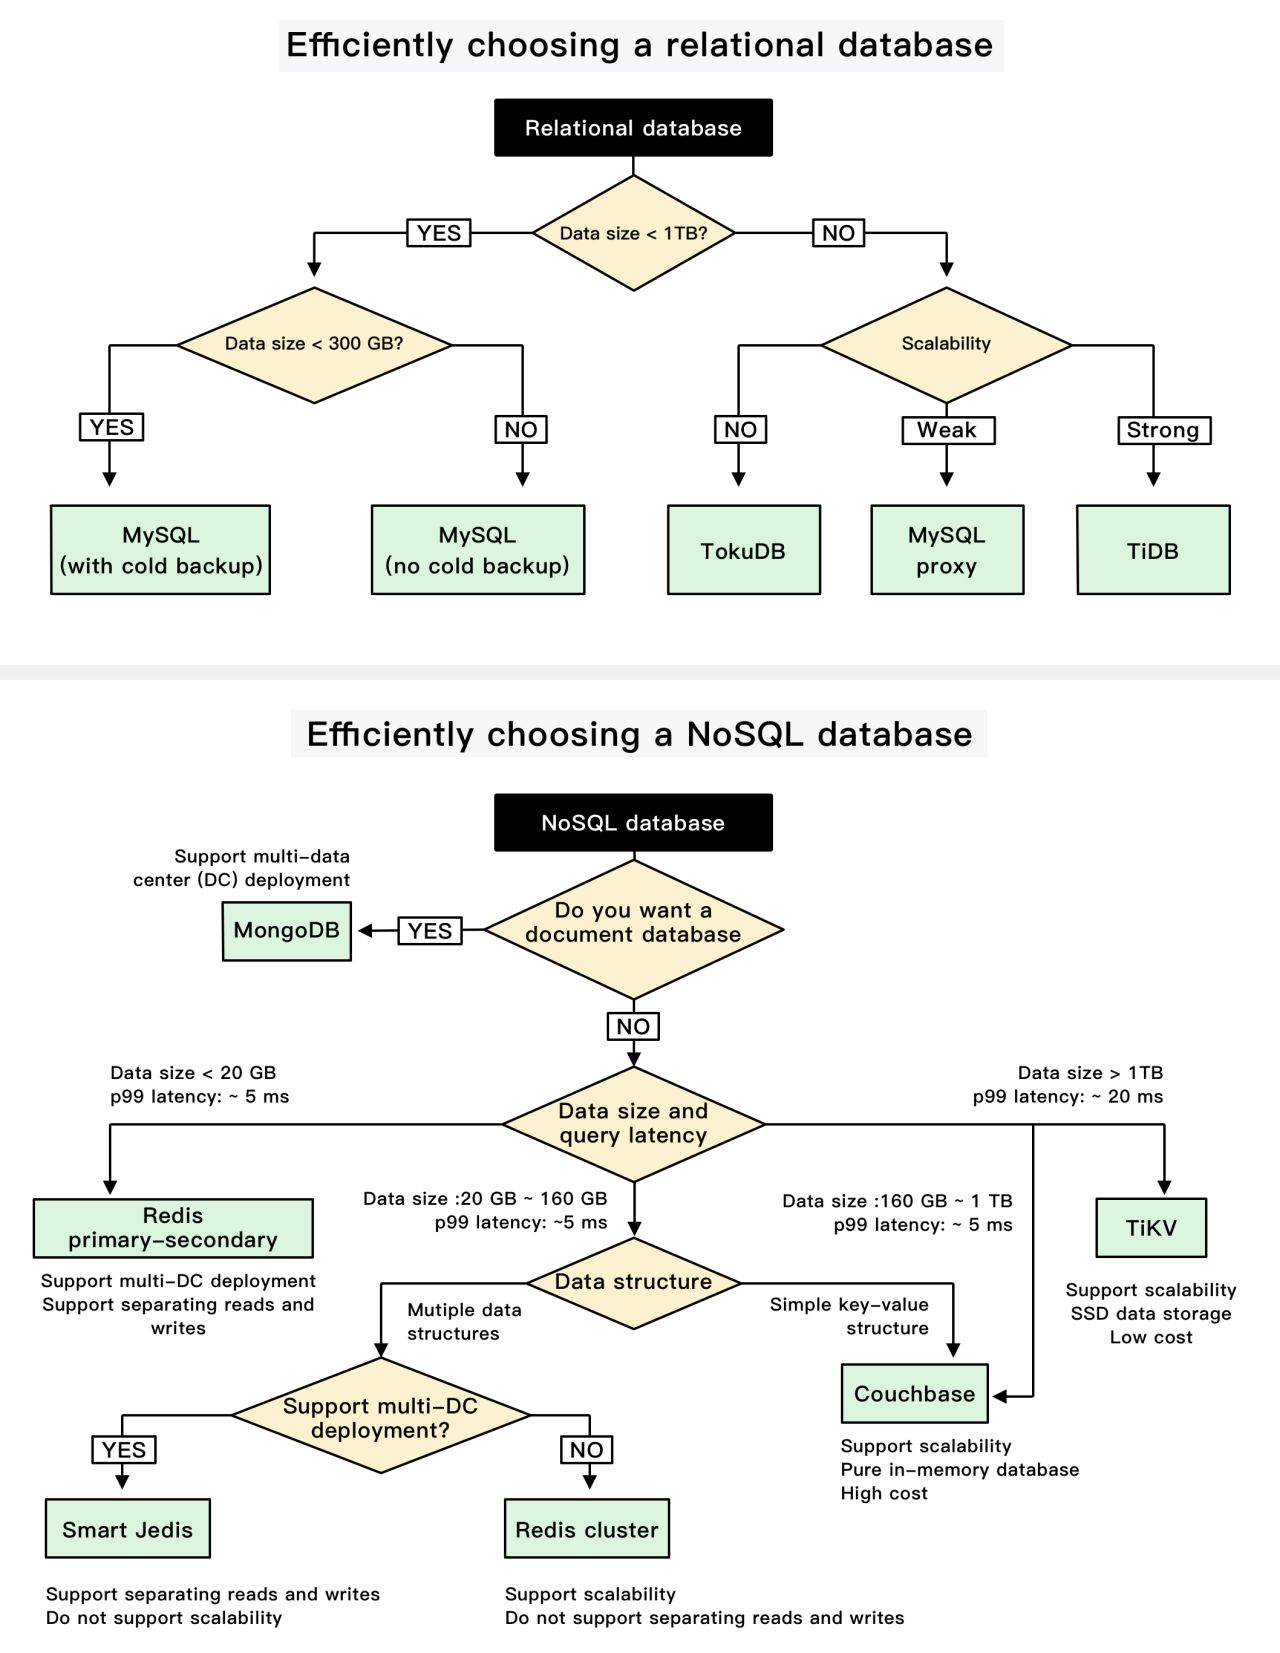 Efficiently choosing a relational database
Relational database
YES
Data size < 1TB?
NO
Data size < 300 GB?
Scalability
YES
NO
NO
Weak
Strong
MySQL
(with cold backup)
MySQL
(no cold backup)
TokuDB
MySQL
proxy
TiDB
Efficiently choosing a NoSQL database
NoSQL database
Support multi-data
center (DC) deployment
MongoDB
YES
Do you want a
document database
NO
Data size < 20 GB
p99 latency: ~ 5 ms
Data size and
query latency
Data size > 1TB
p99 latency: ~ 20 ms
Redis
primary-secondary
Support multi-DC deployment
Support separating reads and
writes
Data size :20 GB ~ 160 GB
p99 latency: ~5 ms
Data size :160 GB ~ 1 TB
p99 latency: ~ 5 ms
TiKV
Support scalability
SSD data storage
Low cost
Data structure
Mutiple data
structures
Simple key-value
structure
Support multi-DC
deployment?
Couchbase
Support scalability
Pure in-memory database
High cost
YES
NO
Smart Jedis
Redis cluster
Support separating reads and writes
Do not support scalability
Support scalability
Do not support separating reads and writes